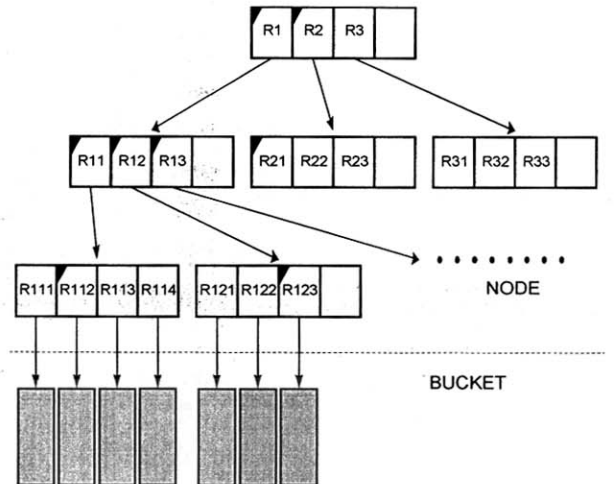 R1 R2 R3
R11 R12 R13
R21 R22 R23
R31 R32 R33
R111 R112 R113 R114
R121 R122 R123
NODE
BUCKET